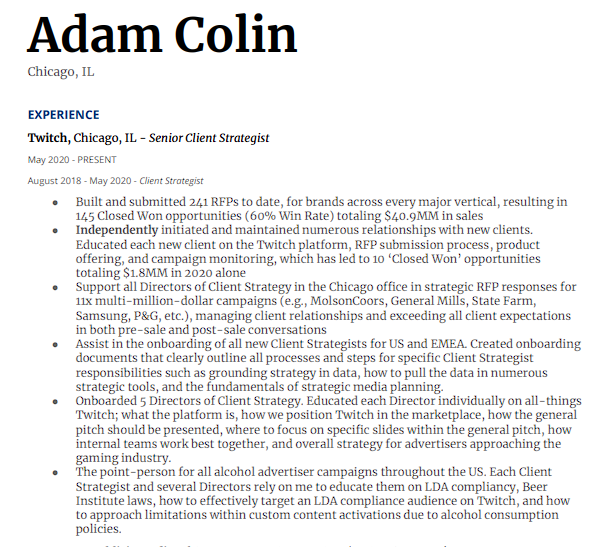 Adam Colin
Chicago, IL
EXPERIENCE
Twitch, Chicago, IL - Senior Client Strategist
May 2020 - PRESENT
August 2018 - May 2020 - Client Strategist
● Built and submitted 241 RFPs to date, for brands across every major vertical, resulting in
145 Closed Won opportunities (60% Win Rate) totaling $40.9MM in sales
● Independently initiated and maintained numerous relationships with new clients.
Educated each new client on the Twitch platform, RFP submission process, product
offering, and campaign monitoring, which has led to 10 ‘Closed Won’ opportunities
totaling $1.8MM in 2020 alone
● Support all Directors of Client Strategy in the Chicago office in strategic RFP responses for
11x multi-million-dollar campaigns (e.g., MolsonCoors, General Mills, State Farm,
Samsung, P&G, etc.), managing client relationships and exceeding all client expectations
in both pre-sale and post-sale conversations
● Assist in the onboarding of all new Client Strategists for US and EMEA. Created onboarding
documents that clearly outline all processes and steps for specific Client Strategist
responsibilities such as grounding strategy in data, how to pull the data in numerous
strategic tools, and the fundamentals of strategic media planning.
● Onboarded 5 Directors of Client Strategy. Educated each Director individually on all-things
Twitch; what the platform is, how we position Twitch in the marketplace, how the general
pitch should be presented, where to focus on specific slides within the general pitch, how
internal teams work best together, and overall strategy for advertisers approaching the
gaming industry.
● The point-person for all alcohol advertiser campaigns throughout the US. Each Client
Strategist and several Directors rely on me to educate them on LDA compliancy, Beer
Institute laws, how to effectively target an LDA compliance audience on Twitch, and how
to approach limitations within custom content activations due to alcohol consumption
policies.